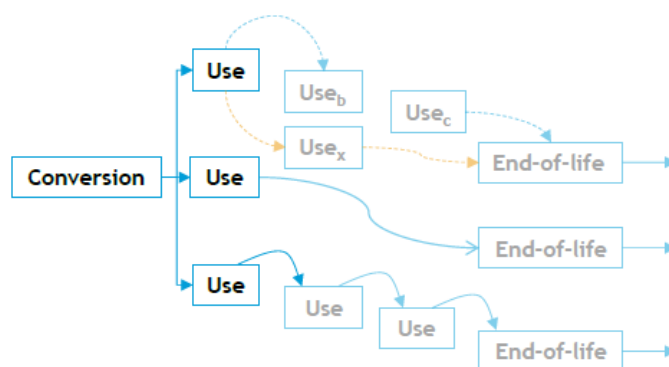 Use
Use_b
Use_c
Use_x
End-of-life
Conversion
Use
End-of-life
Use
Use
Use
End-of-life